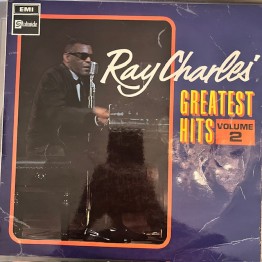 EMI
Stateside
Ray Charles'
GREATEST
HITS
VOLUME
2